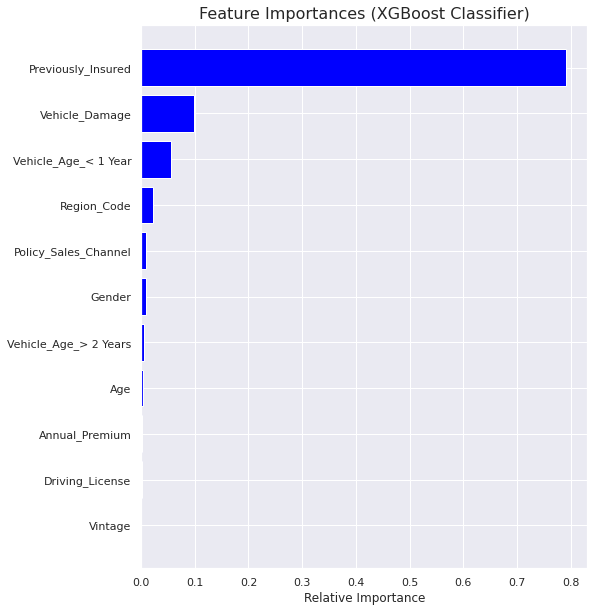 Feature Importances (XGBoost Classifier)
Previously_Insured
Vehicle_Damage
Vehicle_Age_< 1 Year
Region_Code
Policy_Sales_Channel
Gender
Vehicle_Age_> 2 Years
Age
Annual_Premium
Driving_License
Vintage
0.0 0.1 0.2 0.3 0.4 0.5 0.6 0.7 0.8
Relative Importance